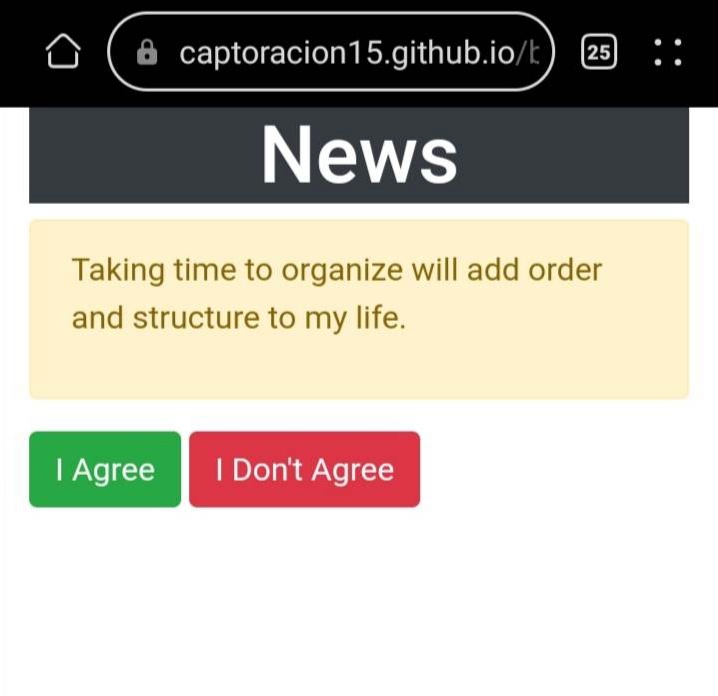 captoracion15.github.io/
25
News
Taking time to organize will add order
and structure to my life.
I Agree
I Don't Agree